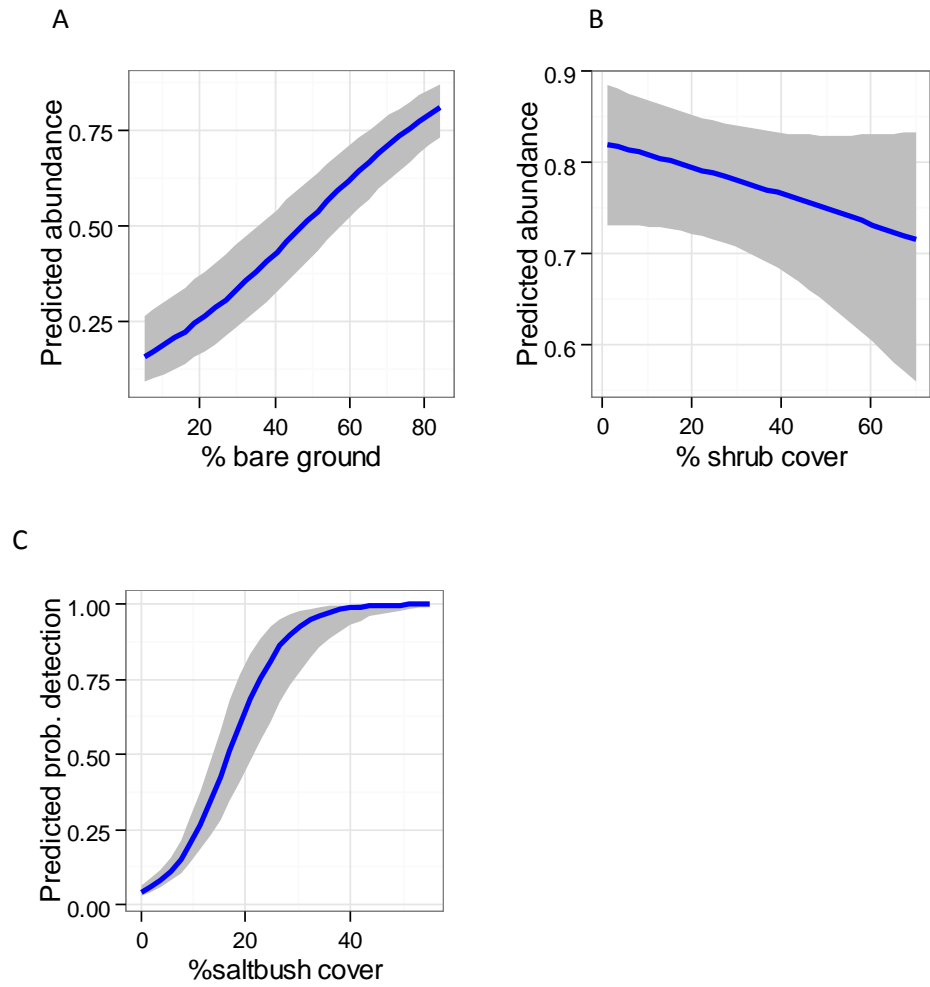 A
Predicted abundance
0.75
0.50
0.25
20
40
60
80
% bare ground
B
Predicted abundance
0.9
0.8
0.7
0.6
0
20
40
60
% shrub cover
C
Predicted prob. detection
1.00
0.75
0.50
0.25
0.00
0
20
40
%saltbush cover